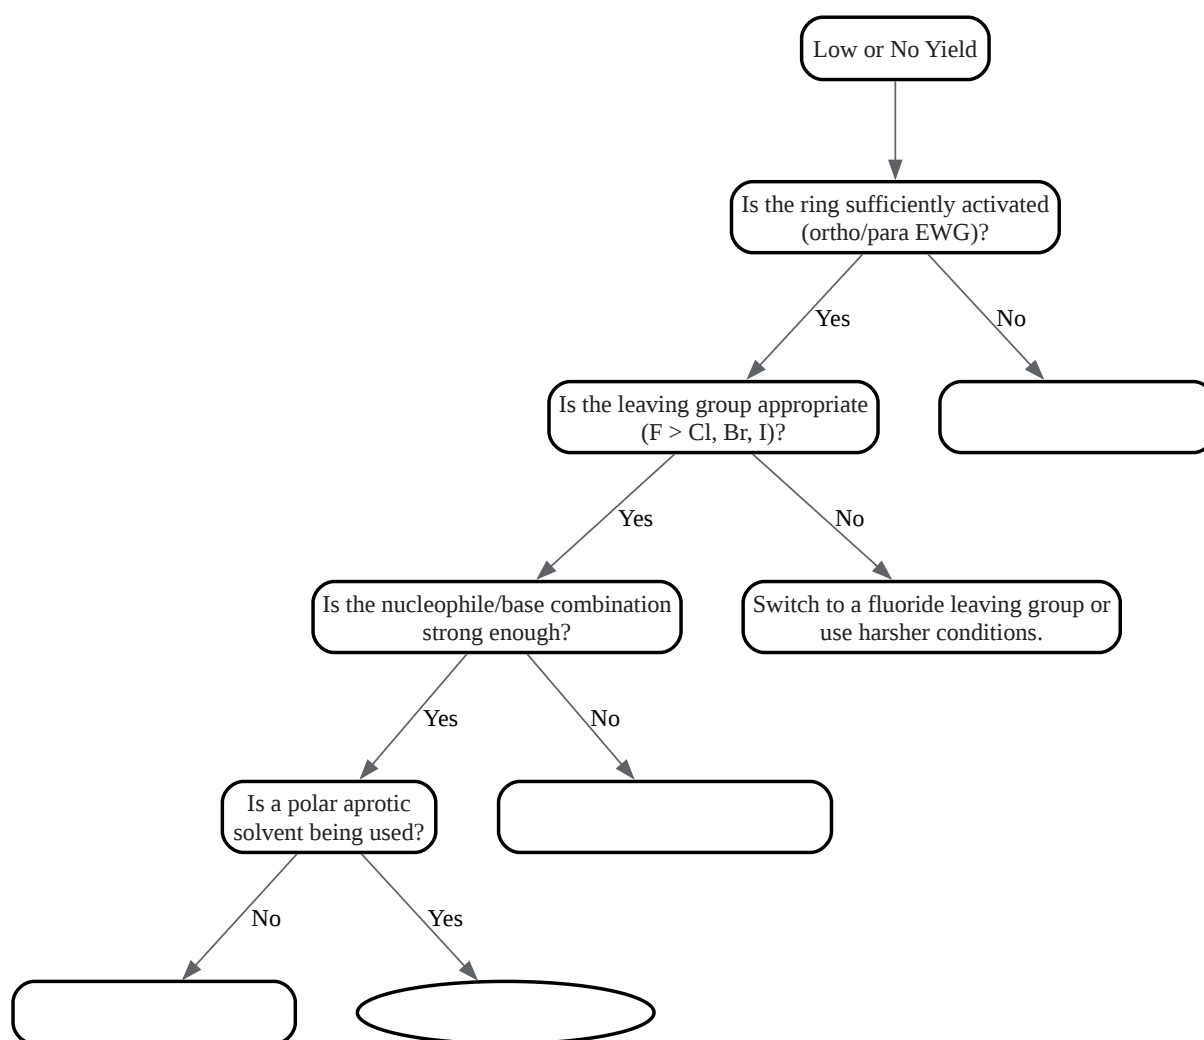 Low or No Yield
Is the ring sufficiently activated
(ortho/para EWG)?
Yes
No
Is the leaving group appropriate
(F > Cl, Br, I)?
Yes
No
Is the nucleophile/base combination
strong enough?
Switch to a fluoride leaving group or
use harsher conditions.
Yes
No
Is a polar aprotic
solvent being used?
No
Yes